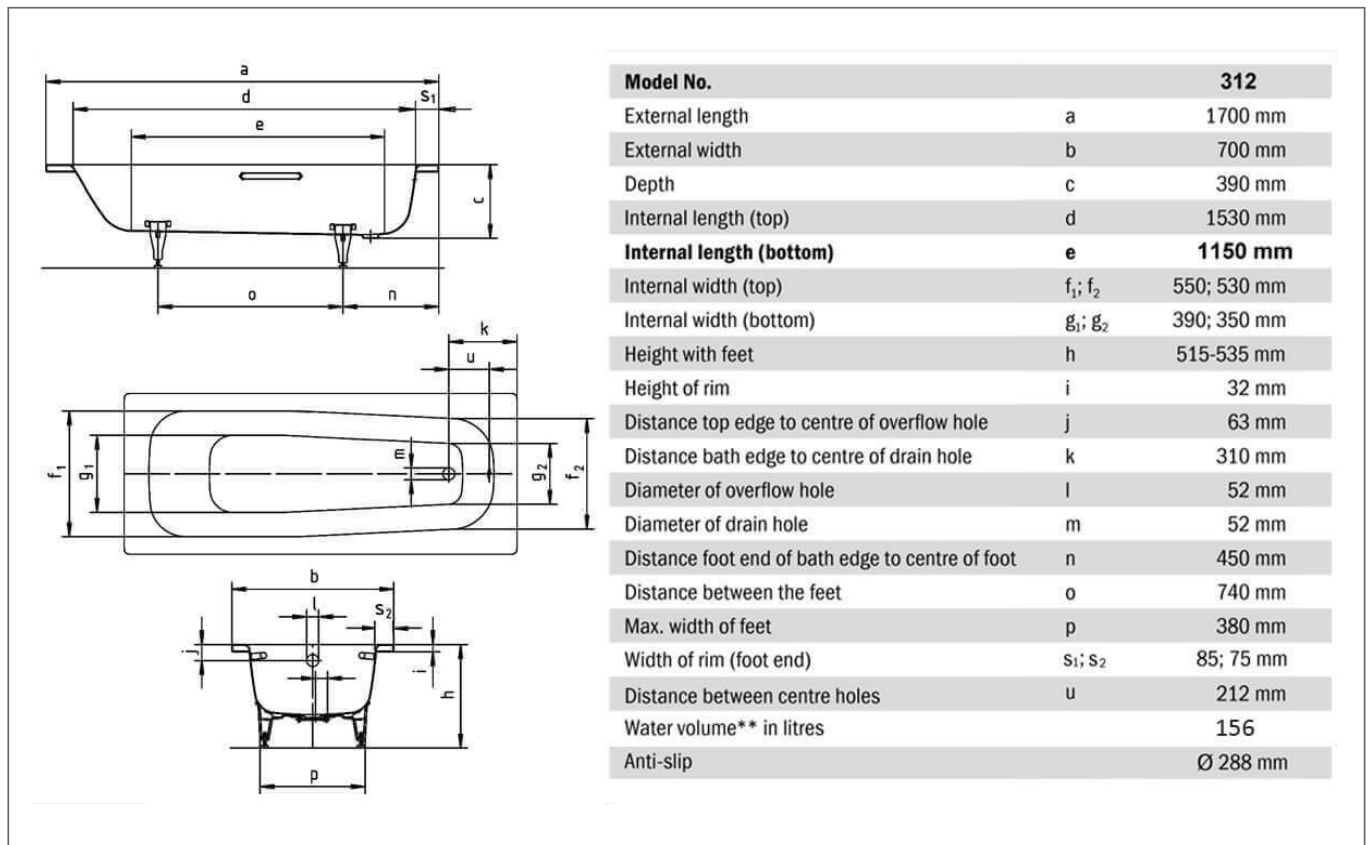 a
d
s₁
e
c
o
n
k
u
f₁
g₁
m
g₂
f₂
b
l
s₂
j
i
h
p
Model No. 312
External length a 1700 mm
External width b 700 mm
Depth c 390 mm
Internal length (top) d 1530 mm
Internal length (bottom) e 1150 mm
Internal width (top) f₁; f₂ 550; 530 mm
Internal width (bottom) g₁; g₂ 390; 350 mm
Height with feet h 515-535 mm
Height of rim i 32 mm
Distance top edge to centre of overflow hole j 63 mm
Distance bath edge to centre of drain hole k 310 mm
Diameter of overflow hole l 52 mm
Diameter of drain hole m 52 mm
Distance foot end of bath edge to centre of foot n 450 mm
Distance between the feet o 740 mm
Max. width of feet p 380 mm
Width of rim (foot end) s₁; s₂ 85; 75 mm
Distance between centre holes u 212 mm
Water volume** in litres 156
Anti-slip Ø 288 mm